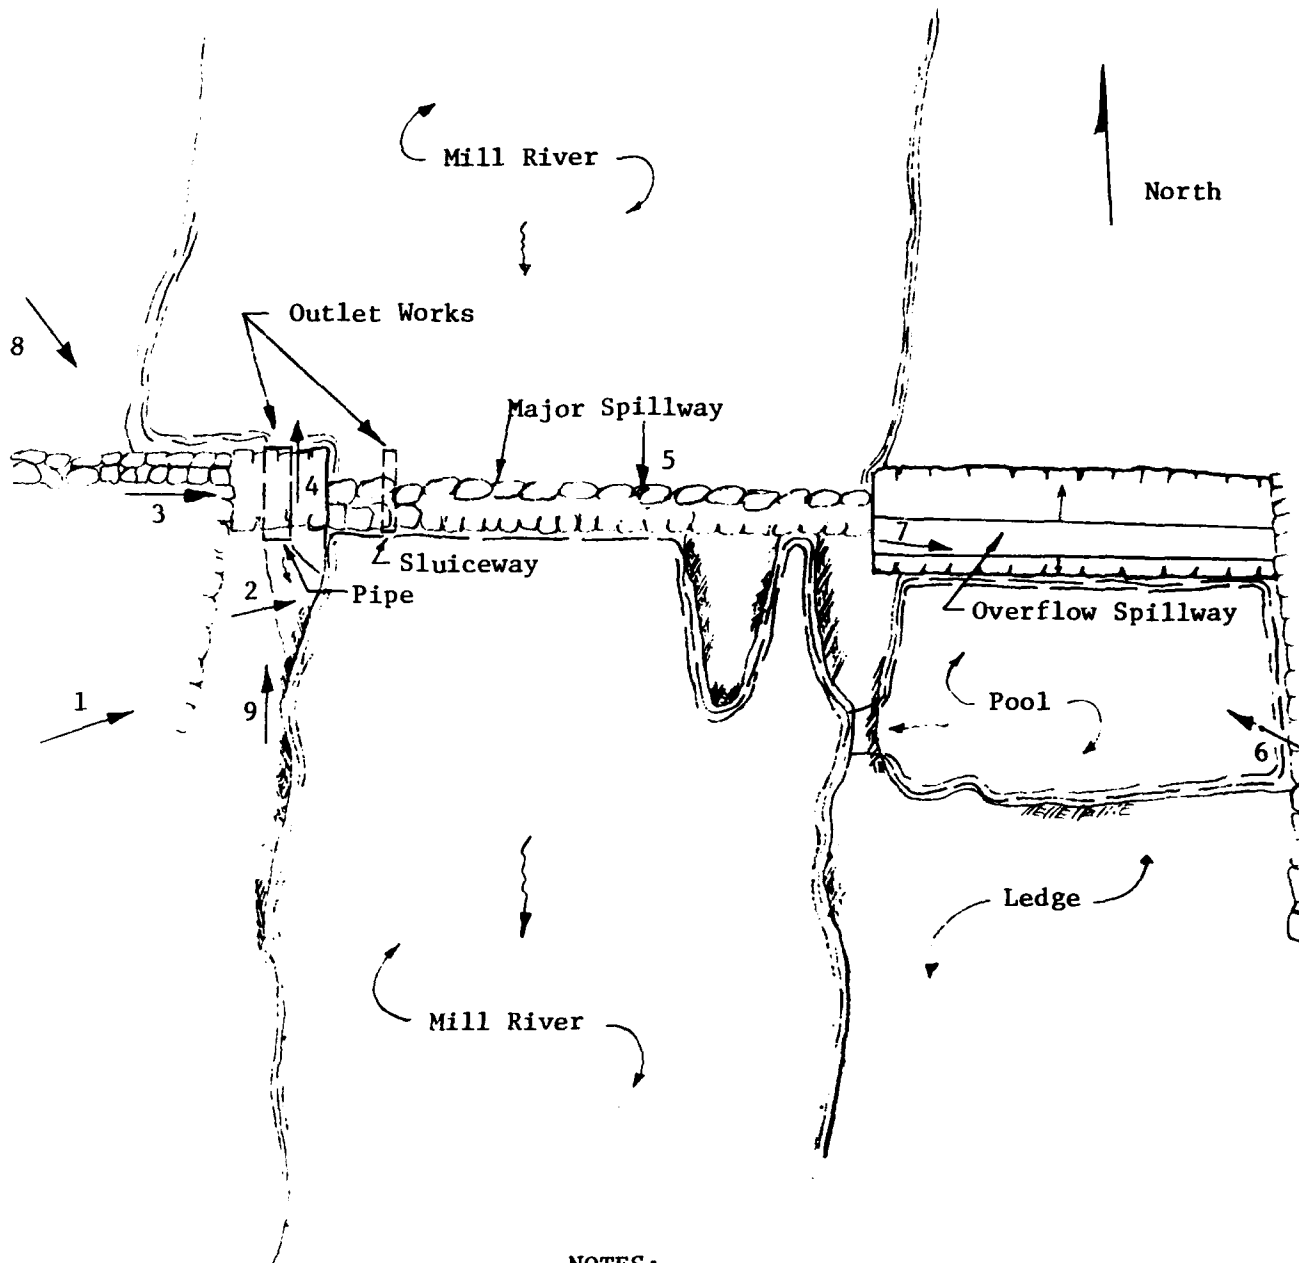 Mill River
North
Outlet Works
8
Major Spillway
5
4
3
7
Sluiceway
2
Pipe
Overflow Spillway
1
9
Pool
6
Ledge
Mill River
NOTES: